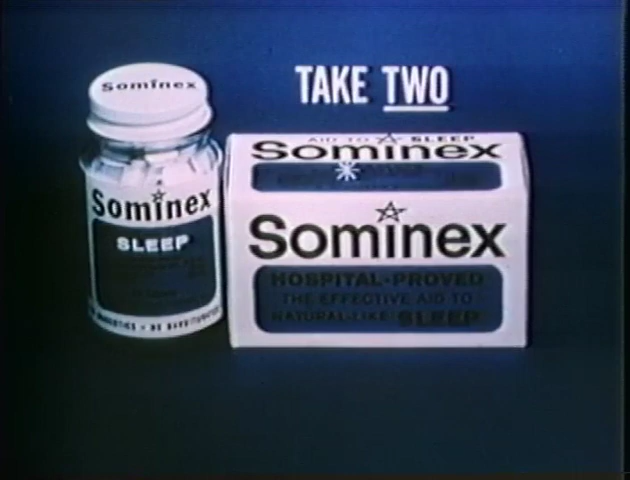 TAKE TWO
Sominex
Sominex
SLEEP
AID TO SLEEP
Sominex
Sominex
HOSPITAL-PROVED
THE EFFECTIVE AID TO
NATURAL-LIKE SLEEP